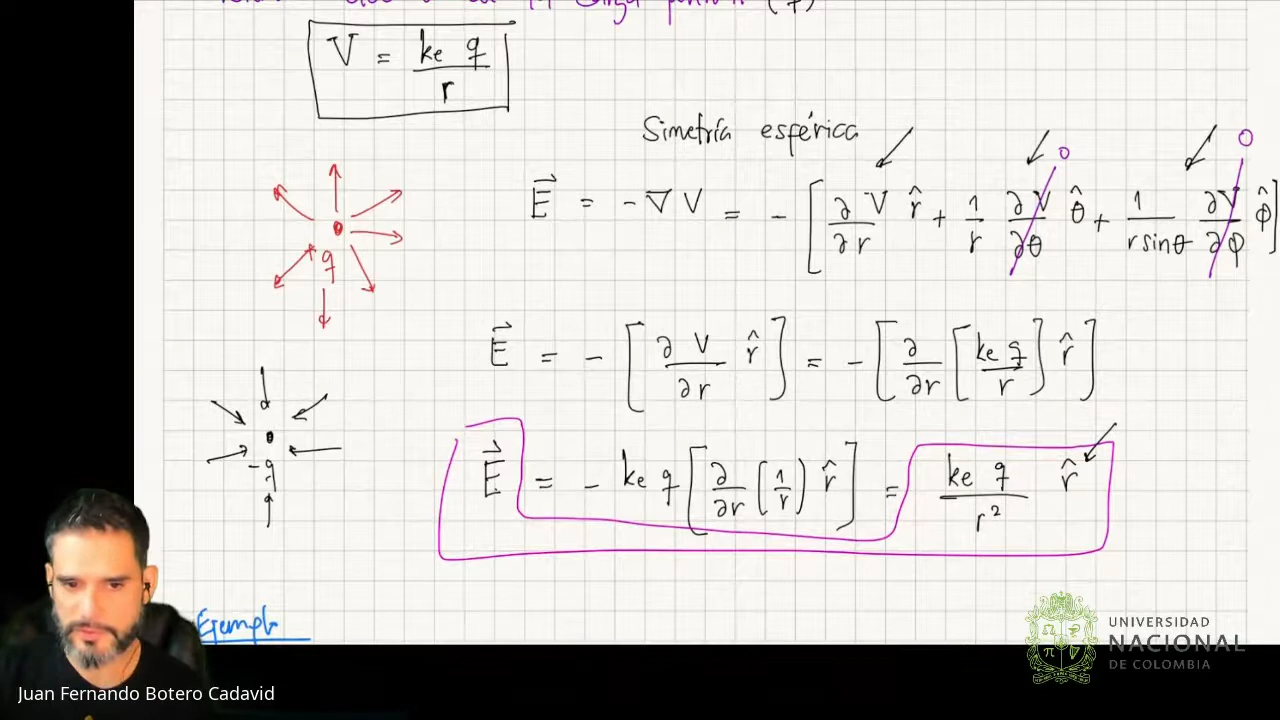 V = ke q / r
Simetría esférica
E⃗ = -∇V = -[∂V/∂r r̂ + 1/r ∂V/∂θ θ̂ + 1/(r sinθ) ∂V/∂φ φ̂]
0 0
+q
E⃗ = -[∂V/∂r r̂] = -[∂/∂r [ke q / r] r̂]
-q
E⃗ = -ke q [∂/∂r (1/r) r̂] = ke q / r² r̂
Ejempl
UNIVERSIDAD
NACIONAL
DE COLOMBIA
Juan Fernando Botero Cadavid